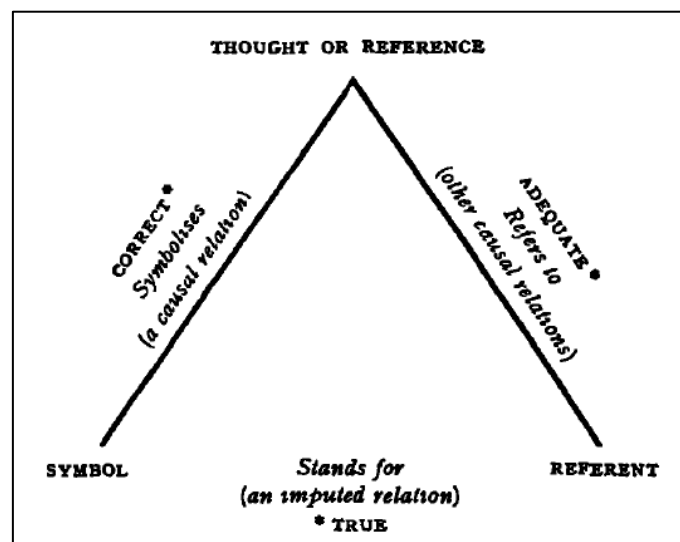 THOUGHT OR REFERENCE
CORRECT *
Symbolises
(a causal relation)
ADEQUATE *
Refers to
(other causal relations)
SYMBOL
Stands for
(an imputed relation)
* TRUE
REFERENT